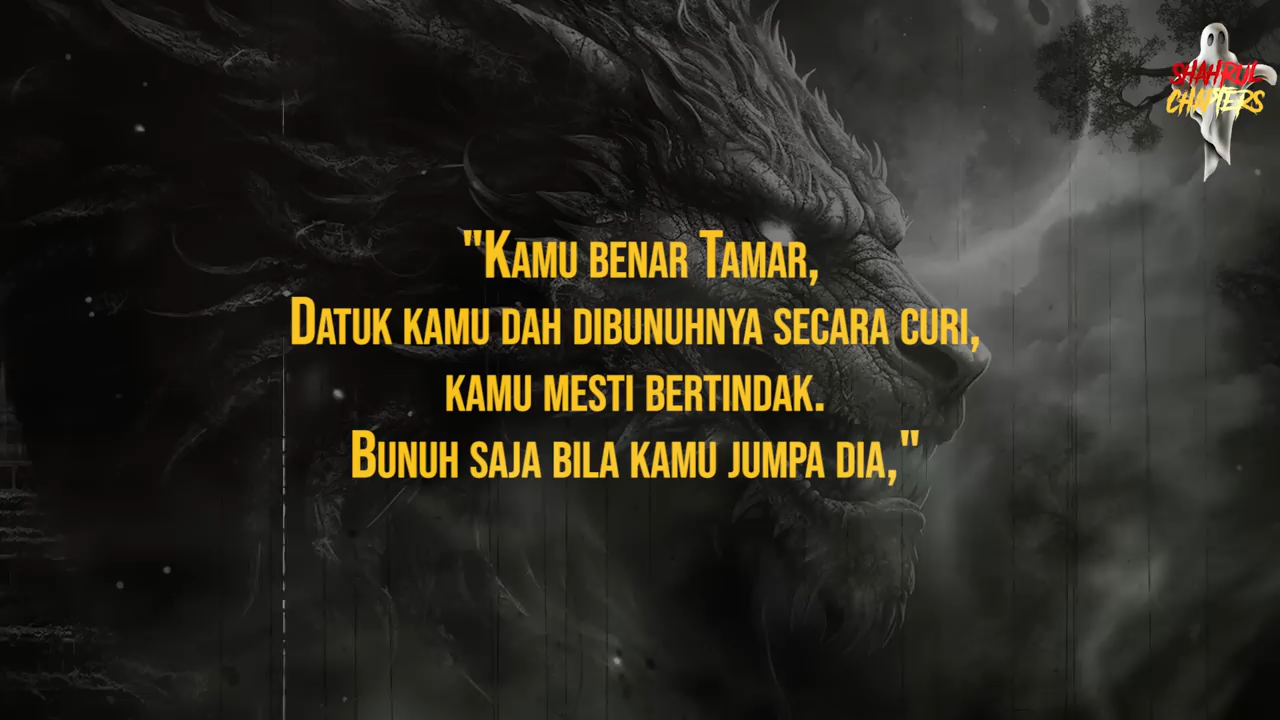 SHAHRUL
CHAPTERS
"Kamu benar Tamar,
Datuk kamu dah dibunuhnya secara curi,
kamu mesti bertindak.
Bunuh saja bila kamu jumpa dia,"